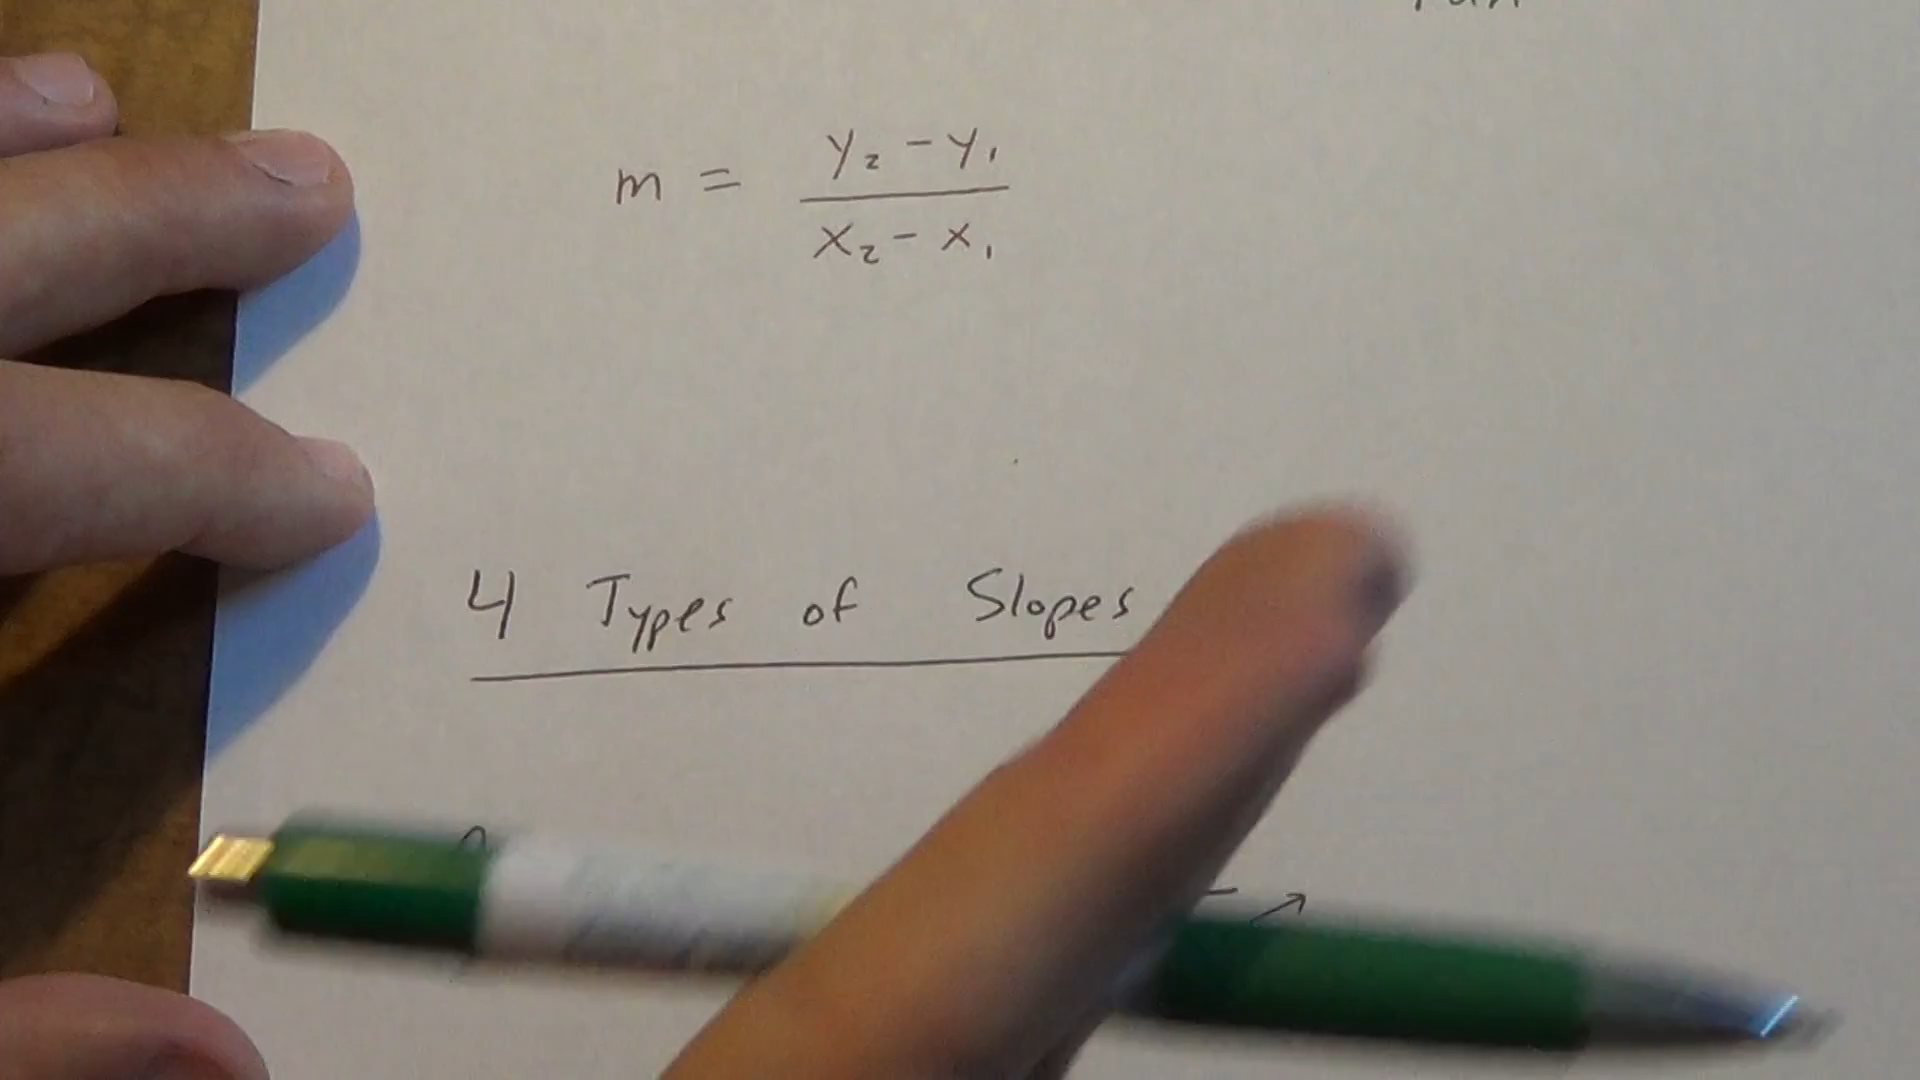 m = y₂ - y₁
x₂ - x₁
4 Types of Slopes